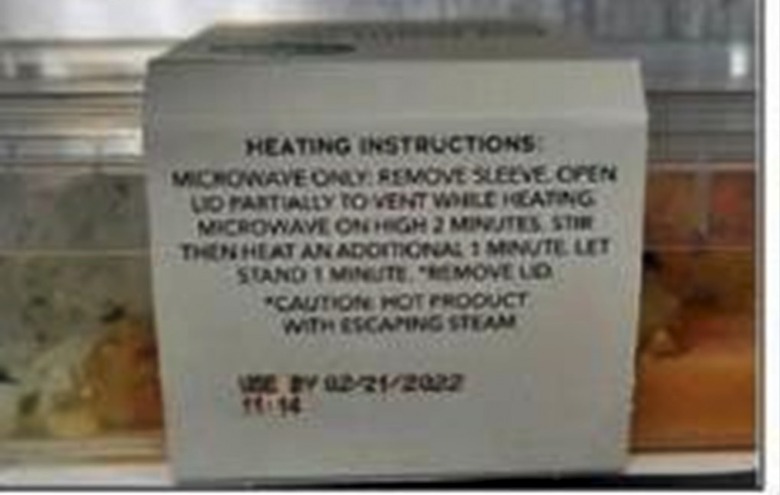 HEATING INSTRUCTIONS:
MICROWAVE ONLY: REMOVE SLEEVE. OPEN
LID PARTIALLY TO VENT WHILE HEATING.
MICROWAVE ON HIGH 2 MINUTES. STIR
THEN HEAT AN ADDITIONAL 1 MINUTE. LET
STAND 1 MINUTE. *REMOVE LID.
*CAUTION: HOT PRODUCT
WITH ESCAPING STEAM
USE BY 02/21/2022
11:14